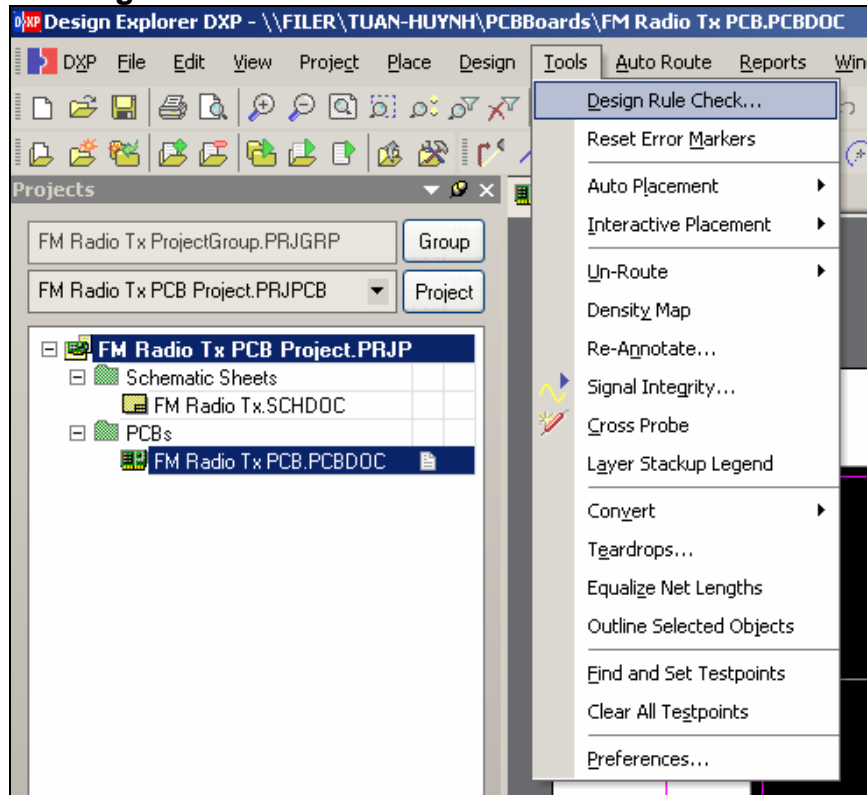 Design Explorer DXP - \\FILER\TUAN-HUYNH\PCBBoards\FM Radio Tx PCB.PCBDOC
DXP File Edit View Project Place Design Tools Auto Route Reports Win
Design Rule Check...
Reset Error Markers
Projects
Auto Placement
FM Radio Tx ProjectGroup.PRJGRP Group
Interactive Placement
Un-Route
FM Radio Tx PCB Project.PRJPCB Project
Density Map
FM Radio Tx PCB Project.PRJP
Re-Annotate...
Schematic Sheets
Signal Integrity...
FM Radio Tx.SCHDOC
Cross Probe
PCBs
FM Radio Tx PCB.PCBDOC
Layer Stackup Legend
Convert
Teardrops...
Equalize Net Lengths
Outline Selected Objects
Find and Set Testpoints
Clear All Testpoints
Preferences...